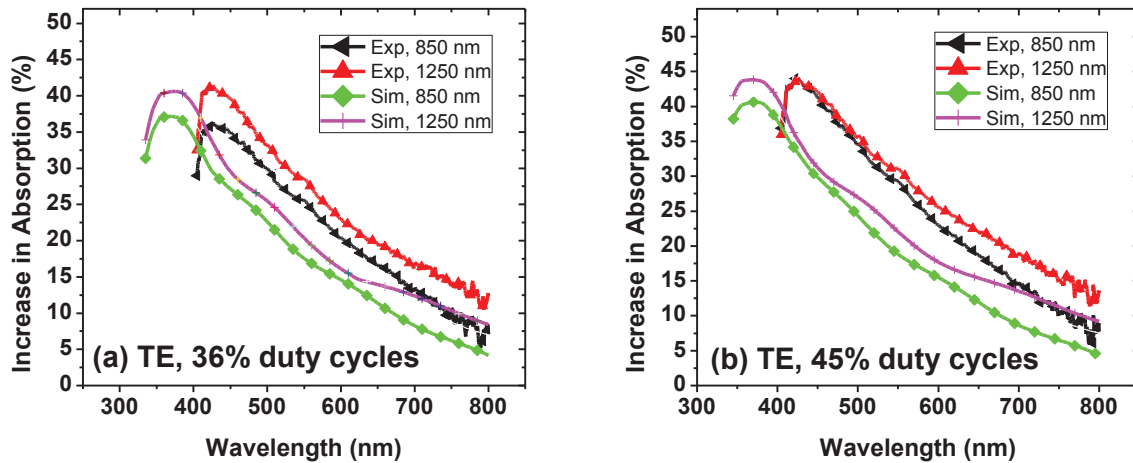 60
55
50
45
40
35
30
25
20
15
10
5
0
Increase in Absorption (%)
Exp, 850 nm
Exp, 1250 nm
Sim, 850 nm
Sim, 1250 nm
(a) TE, 36% duty cycles
300 400 500 600 700 800
Wavelength (nm)
50
45
40
35
30
25
20
15
10
5
0
Increase in Absorption (%)
Exp, 850 nm
Exp, 1250 nm
Sim, 850 nm
Sim, 1250 nm
(b) TE, 45% duty cycles
300 400 500 600 700 800
Wavelength (nm)